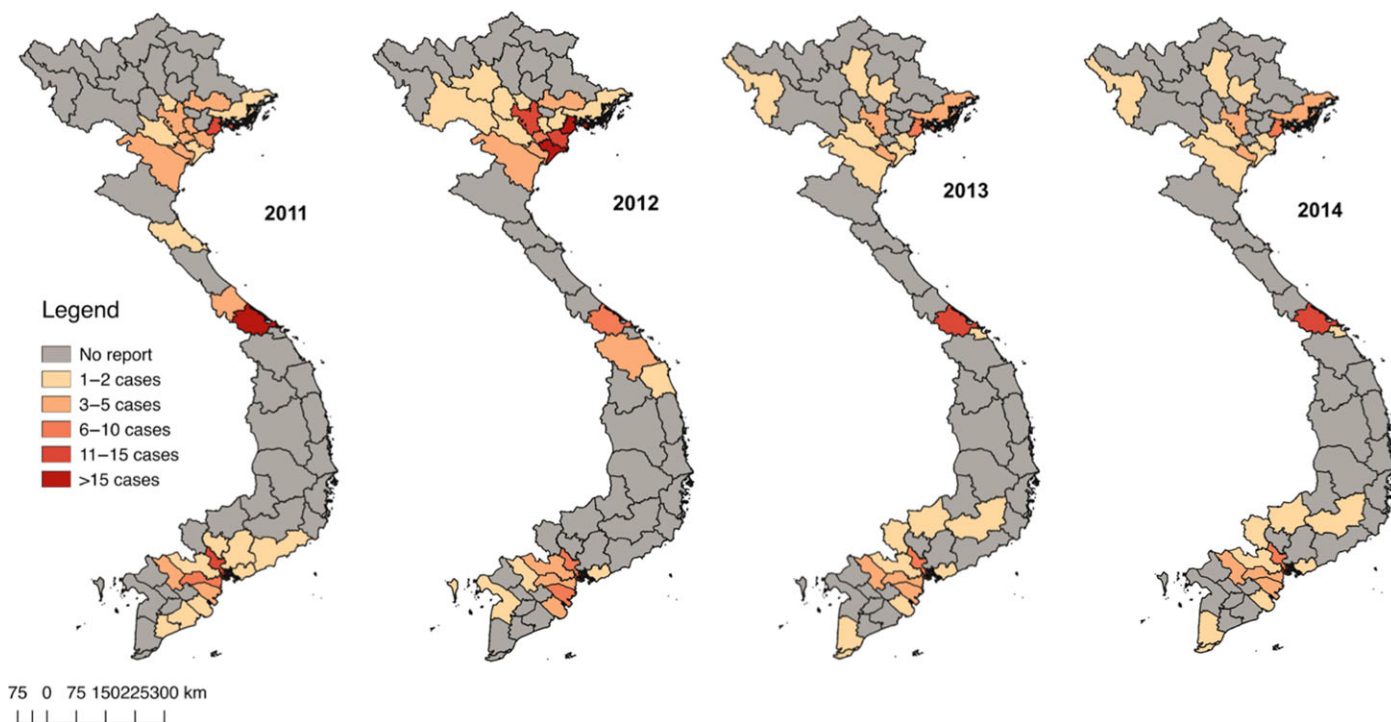 2011
2012
2013
2014
Legend
No report
1–2 cases
3–5 cases
6–10 cases
11–15 cases
>15 cases
75 0 75 150225300 km